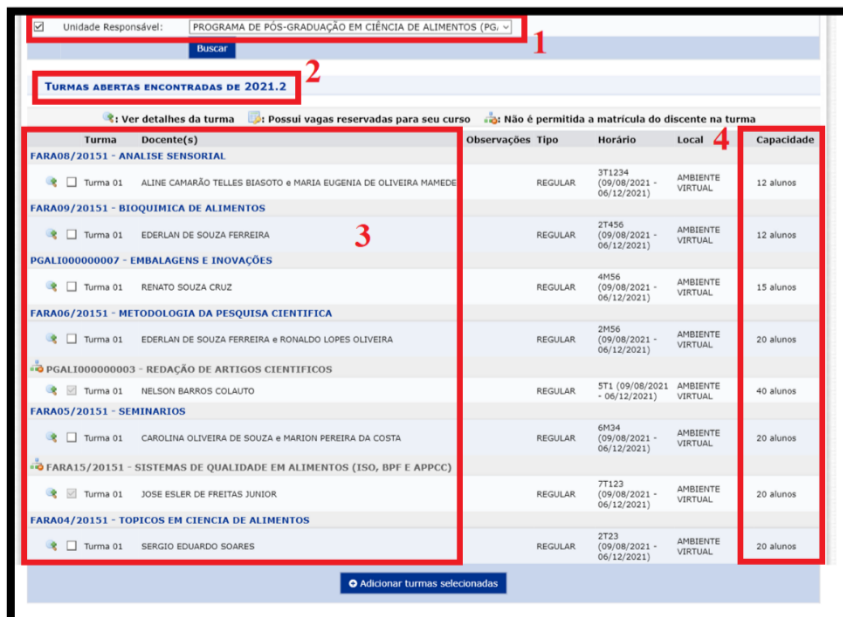 Unidade Responsável: PROGRAMA DE PÓS-GRADUAÇÃO EM CIÊNCIA DE ALIMENTOS (PG, 1
Buscar
2
TURMAS ABERTAS ENCONTRADAS DE 2021.2
: Ver detalhes da turma : Possui vagas reservadas para seu curso : Não é permitida a matrícula do discente na turma
Turma Docente(s) Observações Tipo Horário Local 4 Capacidade
FARA08/20151 - ANALISE SENSORIAL
Turma 01 ALINE CAMARÃO TELLES BIASOTO e MARIA EUGENIA DE OLIVEIRA MAMEDE REGULAR 3T1234 (09/08/2021 - 06/12/2021) AMBIENTE VIRTUAL 12 alunos
FARA09/20151 - BIOQUIMICA DE ALIMENTOS
Turma 01 EDERLAN DE SOUZA FERREIRA 3 REGULAR 2T456 (09/08/2021 - 06/12/2021) AMBIENTE VIRTUAL 12 alunos
PGALI000000007 - EMBALAGENS E INOVAÇÕES
Turma 01 RENATO SOUZA CRUZ REGULAR 4M56 (09/08/2021 - 06/12/2021) AMBIENTE VIRTUAL 15 alunos
FARA06/20151 - METODOLOGIA DA PESQUISA CIENTIFICA
Turma 01 EDERLAN DE SOUZA FERREIRA e RONALDO LOPES OLIVEIRA REGULAR 2M56 (09/08/2021 - 06/12/2021) AMBIENTE VIRTUAL 20 alunos
PGALI000000003 - REDAÇÃO DE ARTIGOS CIENTIFICOS
Turma 01 NELSON BARROS COLAUTO REGULAR 5T1 (09/08/2021 - 06/12/2021) AMBIENTE VIRTUAL 40 alunos
FARA05/20151 - SEMINARIOS
Turma 01 CAROLINA OLIVEIRA DE SOUZA e MARION PEREIRA DA COSTA REGULAR 6M34 (09/08/2021 - 06/12/2021) AMBIENTE VIRTUAL 20 alunos
FARA15/20151 - SISTEMAS DE QUALIDADE EM ALIMENTOS (ISO, BPF E APPCC)
Turma 01 JOSE ESLER DE FREITAS JUNIOR REGULAR 7T123 (09/08/2021 - 06/12/2021) AMBIENTE VIRTUAL 20 alunos
FARA04/20151 - TOPICOS EM CIENCIA DE ALIMENTOS
Turma 01 SERGIO EDUARDO SOARES REGULAR 2T23 (09/08/2021 - 06/12/2021) AMBIENTE VIRTUAL 20 alunos
Adicionar turmas selecionadas